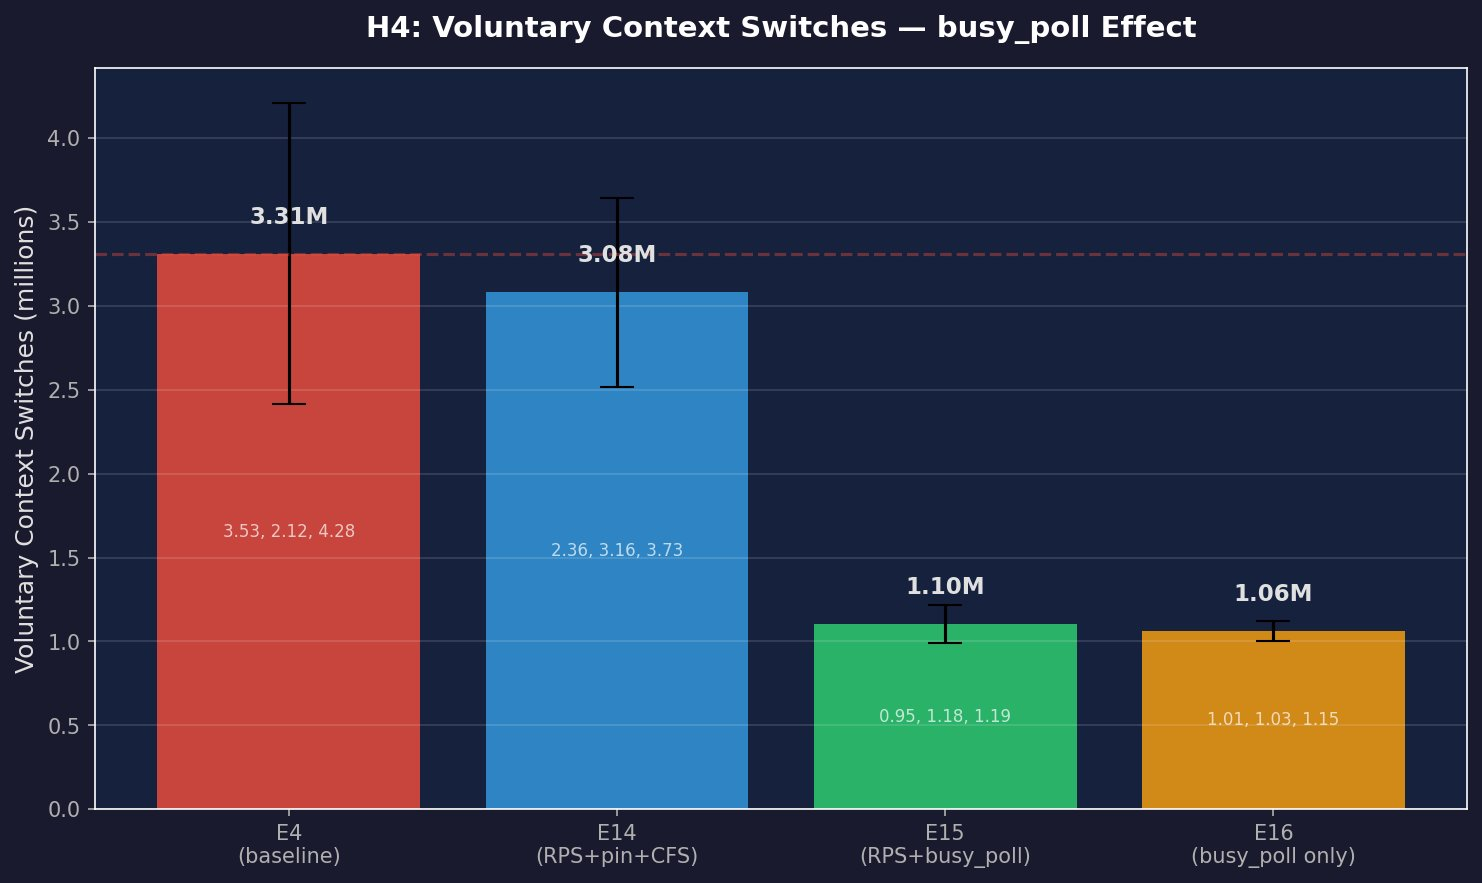 H4: Voluntary Context Switches — busy_poll Effect
Voluntary Context Switches (millions)
4.0
3.5
3.0
2.5
2.0
1.5
1.0
0.5
0.0
3.31M
3.08M
1.10M
1.06M
3.53, 2.12, 4.28
2.36, 3.16, 3.73
0.95, 1.18, 1.19
1.01, 1.03, 1.15
E4
(baseline)
E14
(RPS+pin+CFS)
E15
(RPS+busy_poll)
E16
(busy_poll only)